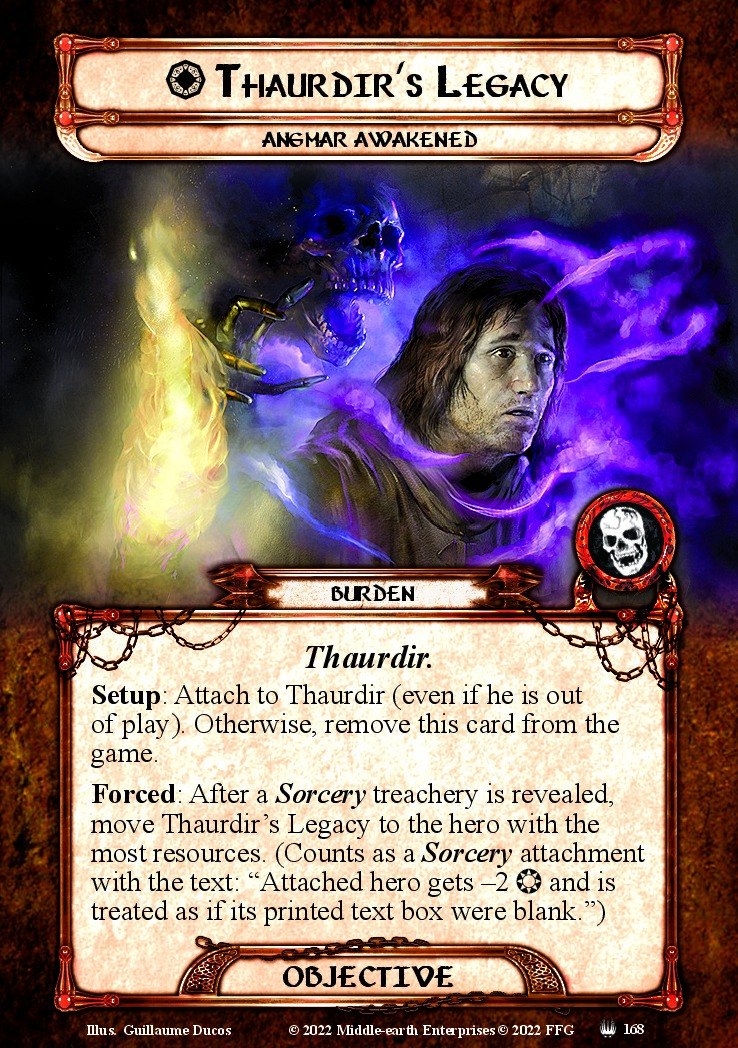 Thaurdir's Legacy
Angmar Awakened
Burden
Thaurdir.
Setup: Attach to Thaurdir (even if he is out
of play). Otherwise, remove this card from the
game.
Forced: After a Sorcery treachery is revealed,
move Thaurdir's Legacy to the hero with the
most resources. (Counts as a Sorcery attachment
with the text: “Attached hero gets –2 and is
treated as if its printed text box were blank.”)
OBJECTIVE
Illus. Guillaume Ducos © 2022 Middle-earth Enterprises © 2022 FFG 168